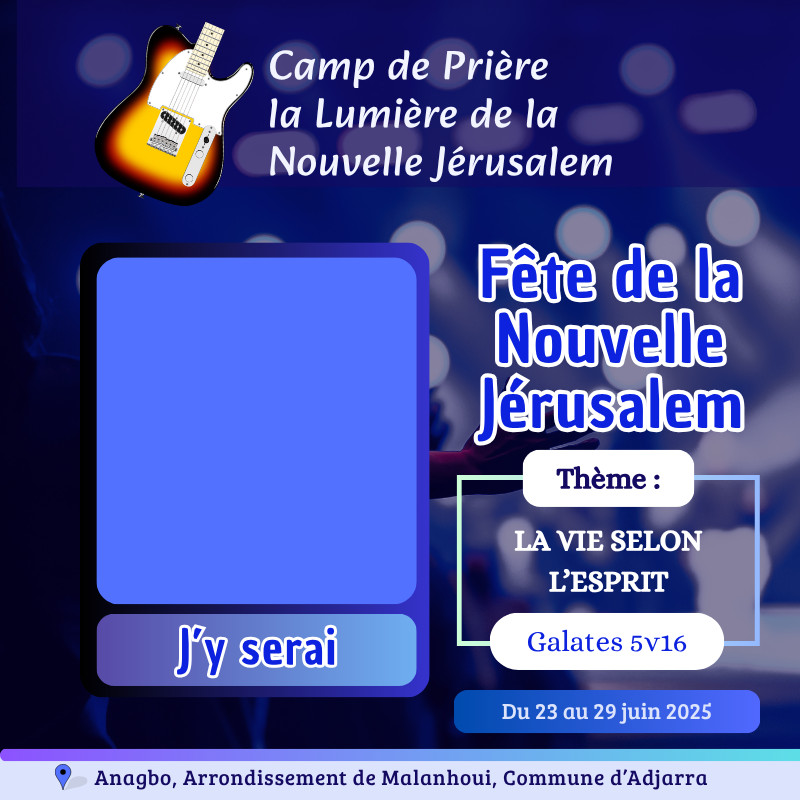 Camp de Prière
la Lumière de la
Nouvelle Jérusalem
Fête de la
Nouvelle
Jérusalem
Thème :
LA VIE SELON
L'ESPRIT
Galates 5v16
J'y serai
Du 23 au 29 juin 2025
Anagbo, Arrondissement de Malanhoui, Commune d'Adjarra